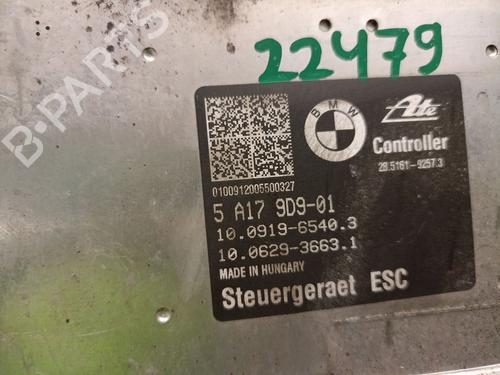 22479
B-PARTS
BMW
Ate
Controller
28.5161-9257.3
0100912005500327
5 A17 9D9-01
10.0919-6540.3
10.0629-3663.1
MADE IN HUNGARY
Steuergeraet ESC